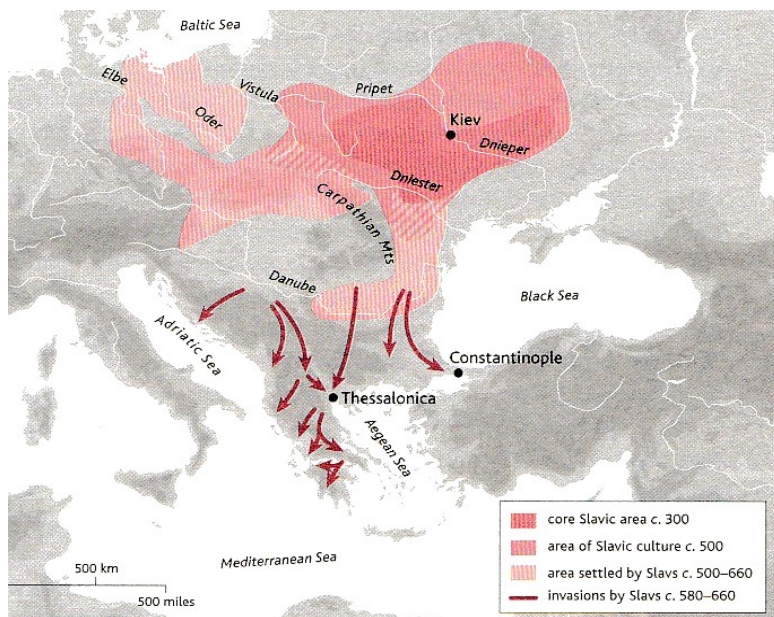 Baltic Sea
Elbe
Oder
Vistula
Pripet
Kiev
Dnieper
Dniester
Carpathian Mts
Danube
Black Sea
Adriatic Sea
Constantinople
Thessalonica
Aegean Sea
Mediterranean Sea
500 km
500 miles
core Slavic area c. 300
area of Slavic culture c. 500
area settled by Slavs c. 500–660
invasions by Slavs c. 580–660